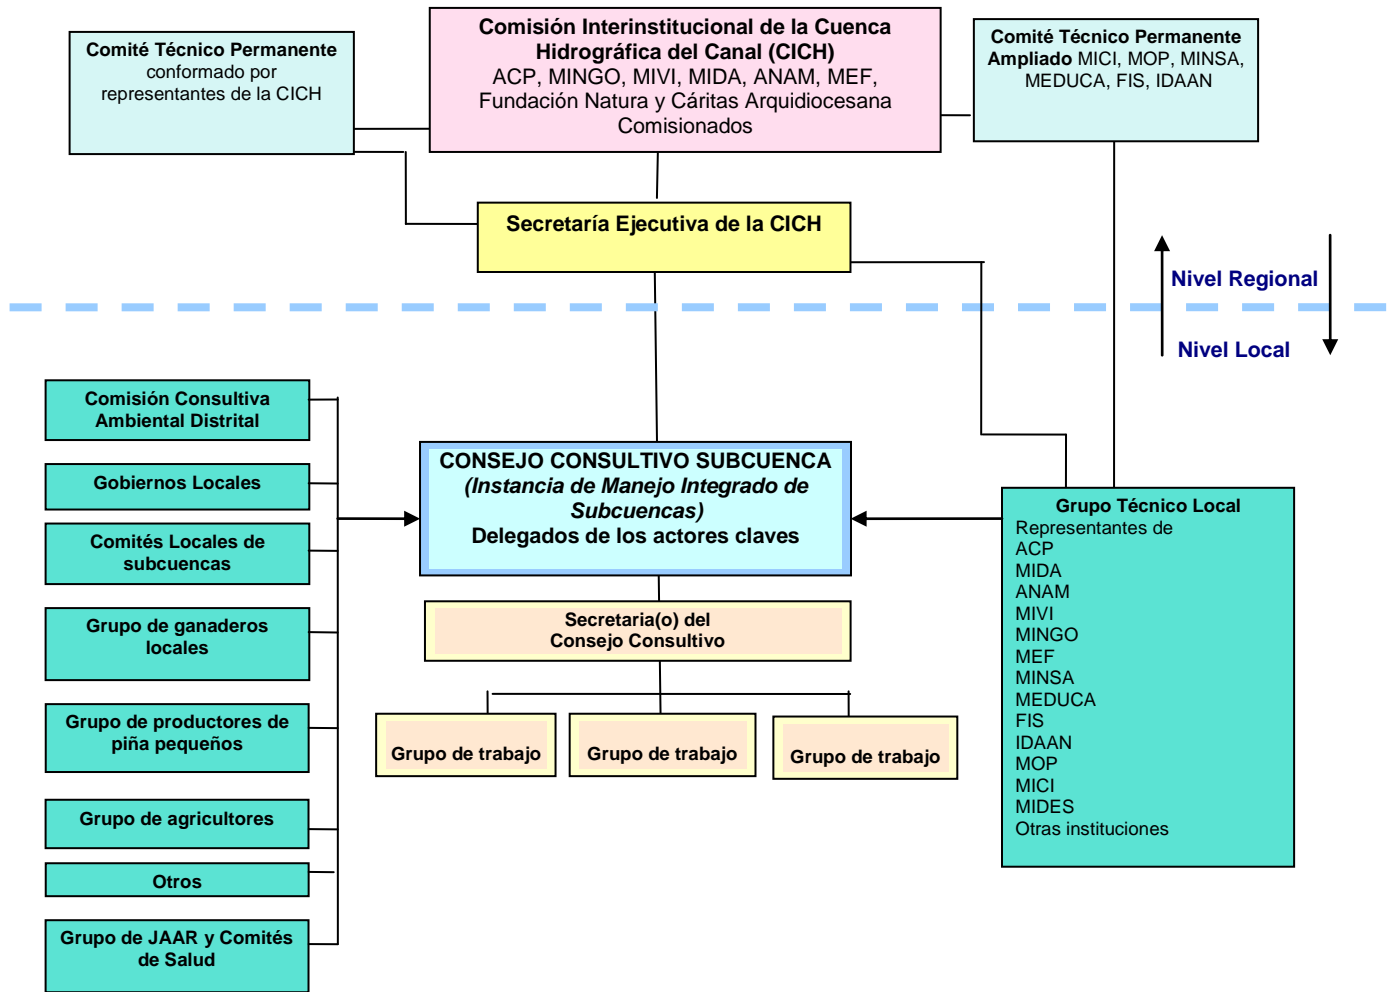 Comité Técnico Permanente
conformado por
representantes de la CICH
Comisión Interinstitucional de la Cuenca
Hidrográfica del Canal (CICH)
ACP, MINGO, MIVI, MIDA, ANAM, MEF,
Fundación Natura y Cáritas Arquidiocesana
Comisionados
Comité Técnico Permanente
Ampliado MICI, MOP, MINSA,
MEDUCA, FIS, IDAAN
Secretaría Ejecutiva de la CICH
Nivel Regional
Nivel Local
Comisión Consultiva
Ambiental Distrital
Gobiernos Locales
Comités Locales de
subcuencas
Grupo de ganaderos
locales
Grupo de productores de
piña pequeños
Grupo de agricultores
Otros
Grupo de JAAR y Comités
de Salud
CONSEJO CONSULTIVO SUBCUENCA
(Instancia de Manejo Integrado de
Subcuencas)
Delegados de los actores claves
Secretaria(o) del
Consejo Consultivo
Grupo de trabajo
Grupo de trabajo
Grupo de trabajo
Grupo Técnico Local
Representantes de
ACP
MIDA
ANAM
MIVI
MINGO
MEF
MINSA
MEDUCA
FIS
IDAAN
MOP
MICI
MIDES
Otras instituciones